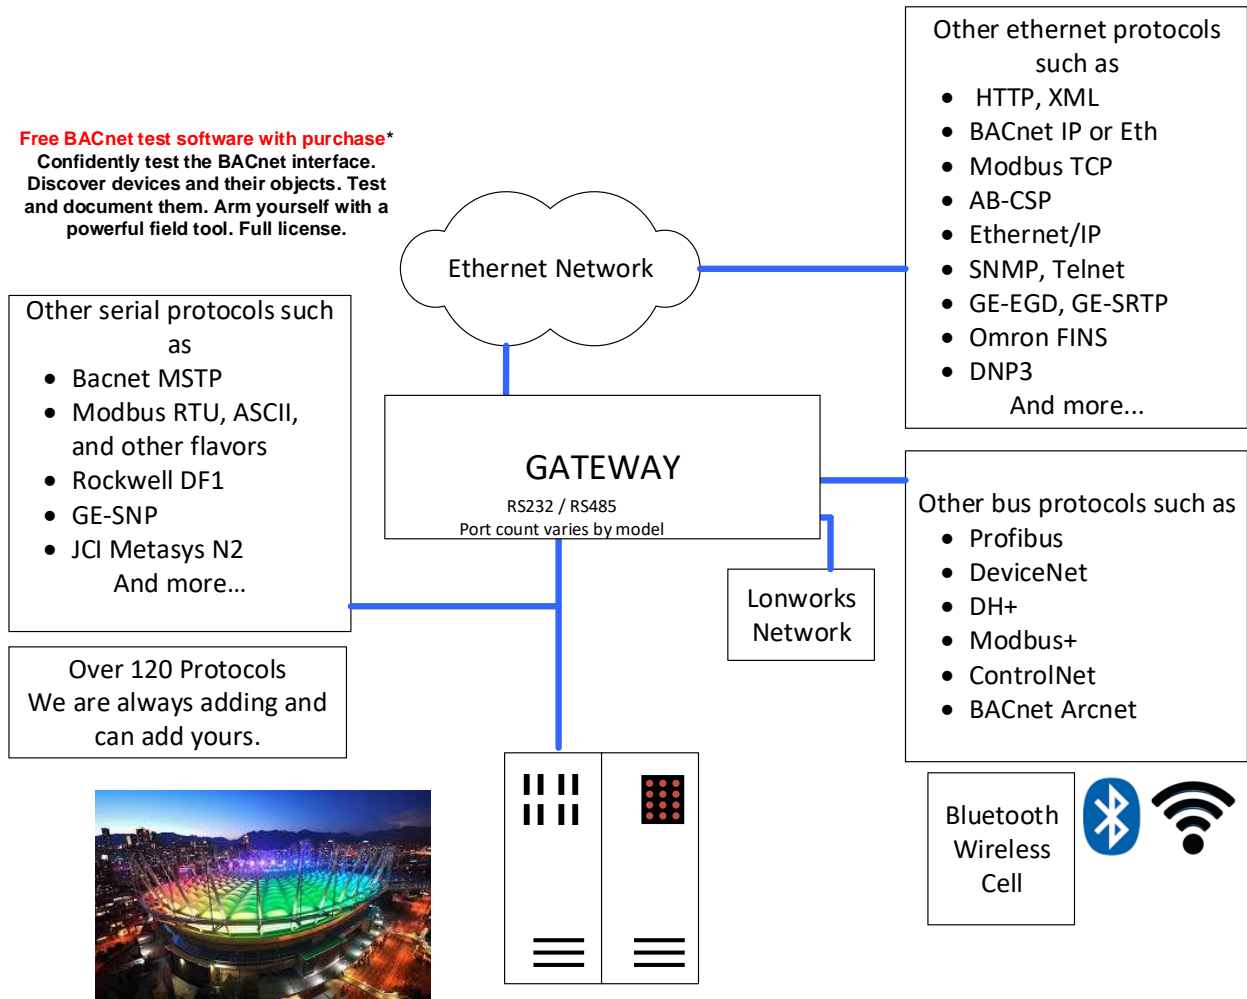 Free BACnet test software with purchase*
Confidently test the BACnet interface.
Discover devices and their objects. Test
and document them. Arm yourself with a
powerful field tool. Full license.
Other ethernet protocols
such as
• HTTP, XML
• BACnet IP or Eth
• Modbus TCP
• AB-CSP
• Ethernet/IP
• SNMP, Telnet
• GE-EGD, GE-SRTP
• Omron FINS
• DNP3
And more...
Ethernet Network
Other serial protocols such
as
• Bacnet MSTP
• Modbus RTU, ASCII,
and other flavors
• Rockwell DF1
• GE-SNP
• JCI Metasys N2
And more…
GATEWAY
RS232 / RS485
Port count varies by model
Other bus protocols such as
• Profibus
• DeviceNet
• DH+
• Modbus+
• ControlNet
• BACnet Arcnet
Lonworks
Network
Over 120 Protocols
We are always adding and
can add yours.
Bluetooth
Wireless
Cell